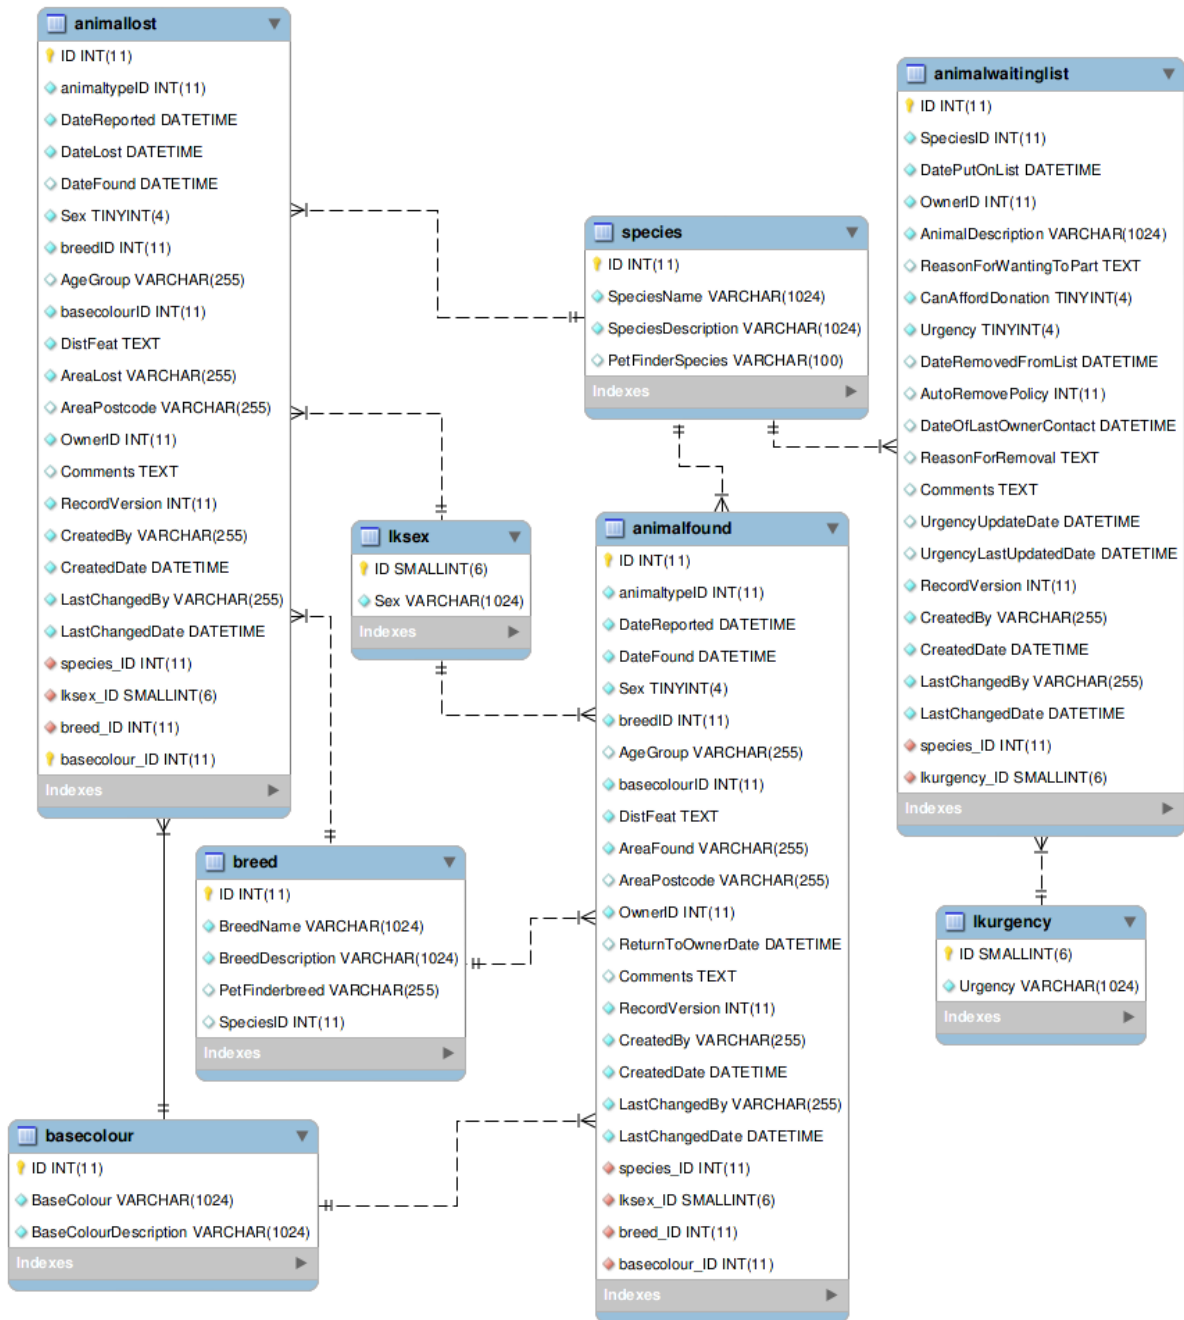 animallost
ID INT(11)
animaltypeID INT(11)
DateReported DATETIME
DateLost DATETIME
DateFound DATETIME
Sex TINYINT(4)
breedID INT(11)
AgeGroup VARCHAR(255)
basecolourID INT(11)
DistFeat TEXT
AreaLost VARCHAR(255)
AreaPostcode VARCHAR(255)
OwnerID INT(11)
Comments TEXT
RecordVersion INT(11)
CreatedBy VARCHAR(255)
CreatedDate DATETIME
LastChangedBy VARCHAR(255)
LastChangedDate DATETIME
species_ID INT(11)
lksex_ID SMALLINT(6)
breed_ID INT(11)
basecolour_ID INT(11)
Indexes
species
ID INT(11)
SpeciesName VARCHAR(1024)
SpeciesDescription VARCHAR(1024)
PetFinderSpecies VARCHAR(100)
Indexes
animalwaitinglist
ID INT(11)
SpeciesID INT(11)
DatePutOnList DATETIME
OwnerID INT(11)
AnimalDescription VARCHAR(1024)
ReasonForWantingToPart TEXT
CanAffordDonation TINYINT(4)
Urgency TINYINT(4)
DateRemovedFromList DATETIME
AutoRemovePolicy INT(11)
DateOfLastOwnerContact DATETIME
ReasonForRemoval TEXT
Comments TEXT
UrgencyUpdateDate DATETIME
UrgencyLastUpdatedDate DATETIME
RecordVersion INT(11)
CreatedBy VARCHAR(255)
CreatedDate DATETIME
LastChangedBy VARCHAR(255)
LastChangedDate DATETIME
species_ID INT(11)
lkurgency_ID SMALLINT(6)
Indexes
lksex
ID SMALLINT(6)
Sex VARCHAR(1024)
Indexes
animalfound
ID INT(11)
animaltypeID INT(11)
DateReported DATETIME
DateFound DATETIME
Sex TINYINT(4)
breedID INT(11)
AgeGroup VARCHAR(255)
basecolourID INT(11)
DistFeat TEXT
AreaFound VARCHAR(255)
AreaPostcode VARCHAR(255)
OwnerID INT(11)
ReturnToOwnerDate DATETIME
Comments TEXT
RecordVersion INT(11)
CreatedBy VARCHAR(255)
CreatedDate DATETIME
LastChangedBy VARCHAR(255)
LastChangedDate DATETIME
species_ID INT(11)
lksex_ID SMALLINT(6)
breed_ID INT(11)
basecolour_ID INT(11)
Indexes
breed
ID INT(11)
BreedName VARCHAR(1024)
BreedDescription VARCHAR(1024)
PetFinderbreed VARCHAR(255)
SpeciesID INT(11)
Indexes
lkurgency
ID SMALLINT(6)
Urgency VARCHAR(1024)
Indexes
basecolour
ID INT(11)
BaseColour VARCHAR(1024)
BaseColourDescription VARCHAR(1024)
Indexes